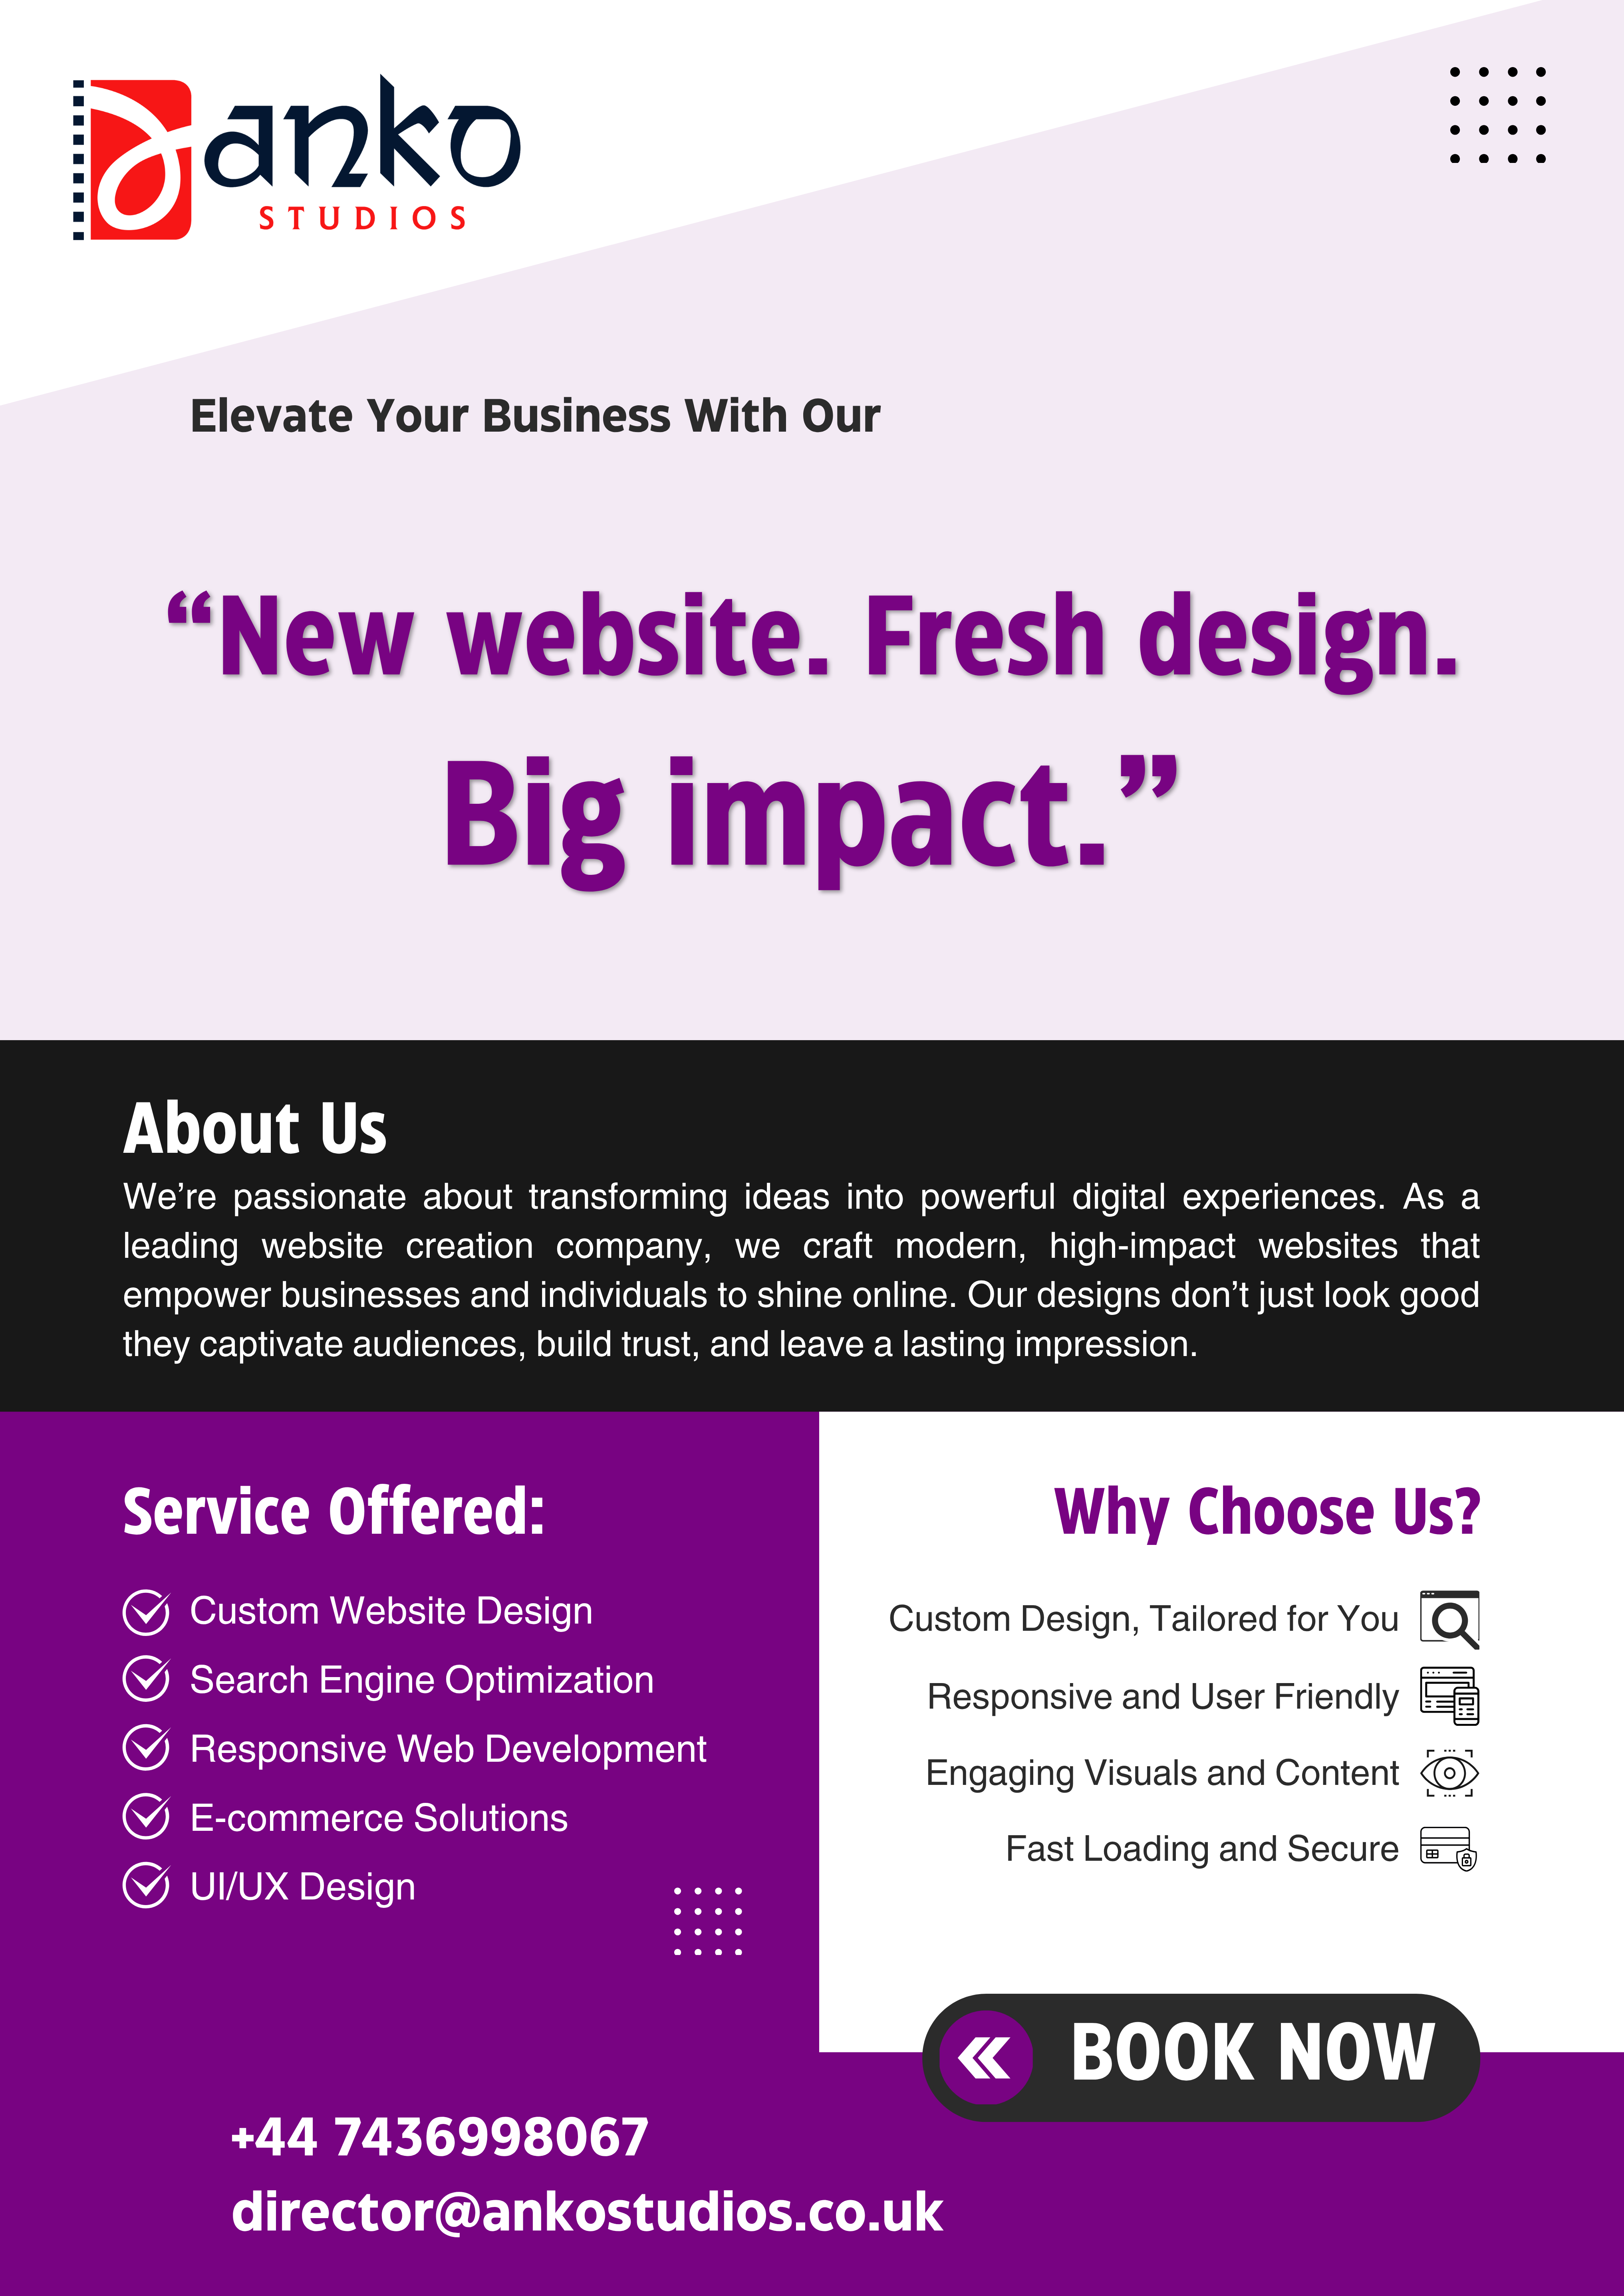 anko
STUDIOS
Elevate Your Business With Our
“New website. Fresh design.
Big impact.”
About Us
We’re passionate about transforming ideas into powerful digital experiences. As a
leading website creation company, we craft modern, high-impact websites that
empower businesses and individuals to shine online. Our designs don’t just look good
they captivate audiences, build trust, and leave a lasting impression.
Service Offered:
Custom Website Design
Search Engine Optimization
Responsive Web Development
E-commerce Solutions
UI/UX Design
Why Choose Us?
Custom Design, Tailored for You
Responsive and User Friendly
Engaging Visuals and Content
Fast Loading and Secure
BOOK NOW
+44 7436998067
director@ankostudios.co.uk